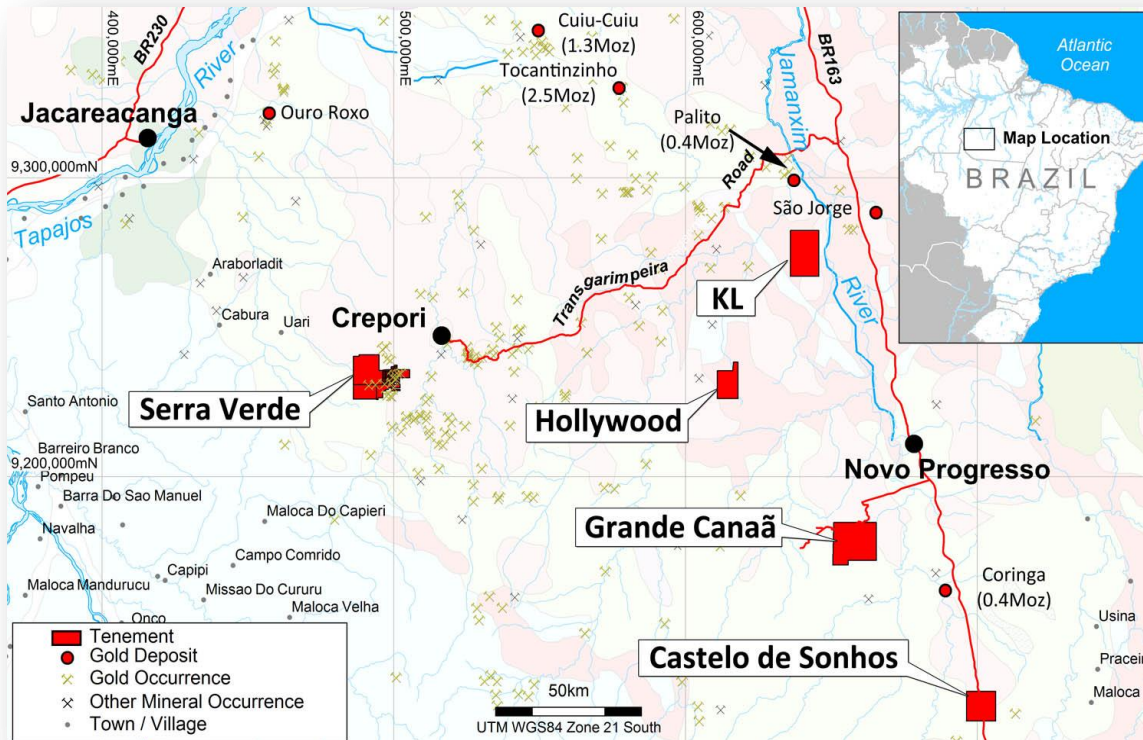 400,000mE
500,000mE
600,000mE
BR230
River
Cuiu-Cuiu
(1.3Moz)
Tocantinzinho
(2.5Moz)
BR163
Jamanxim
Atlantic
Ocean
Map Location
BRAZIL
Jacareacanga
Ouro Roxo
Palito
(0.4Moz)
9,300,000mN
Road
São Jorge
Tapajos
Araborladit
Transgarimpeira
KL
River
Cabura
Uari
Crepori
Serra Verde
Hollywood
Santo Antonio
Barreiro Branco
9,200,000mN
Pompeu
Novo Progresso
Barra Do Sao Manuel
Maloca Do Capieri
Navalha
Grande Canaã
Campo Comrido
Capipi
Maloca Mandurucu
Missao Do Cururu
Maloca Velha
Coringa
(0.4Moz)
Onco
Usina
Castelo de Sonhos
Pracein
Maloca
Tenement
Gold Deposit
Gold Occurrence
Other Mineral Occurrence
Town / Village
50km
UTM WGS84 Zone 21 South